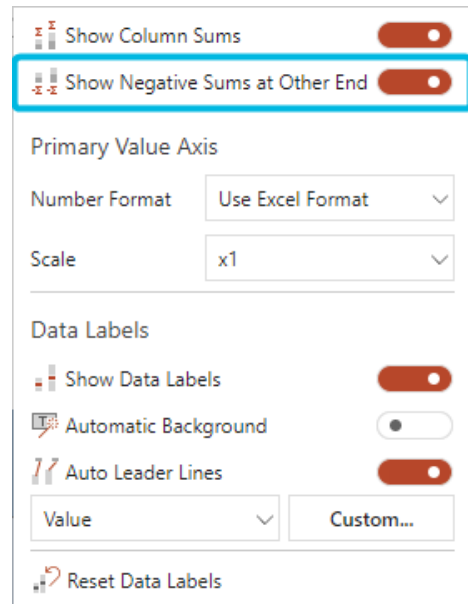 Show Column Sums
Show Negative Sums at Other End
Primary Value Axis
Number Format Use Excel Format
Scale x1
Data Labels
Show Data Labels
Automatic Background
Auto Leader Lines
Value Custom...
Reset Data Labels